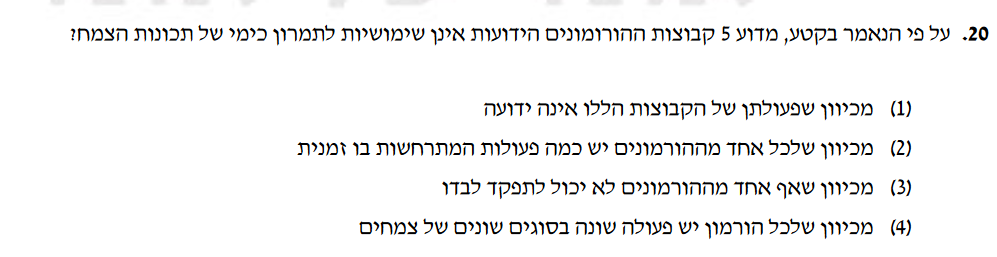 20. על פי הנאמר בקטע, מדוע 5 קבוצות ההורומונים הידועות אינן שימושיות לתמרון כימי של תכונות הצמח?
(1) מכיוון שפעולתן של הקבוצות הללו אינה ידועה
(2) מכיוון שלכל אחד מההורמונים יש כמה פעולות המתרחשות בו זמנית
(3) מכיוון שאף אחד מההורמונים לא יכול לתפקד לבדו
(4) מכיוון שלכל הורמון יש פעולה שונה בסוגים שונים של צמחים